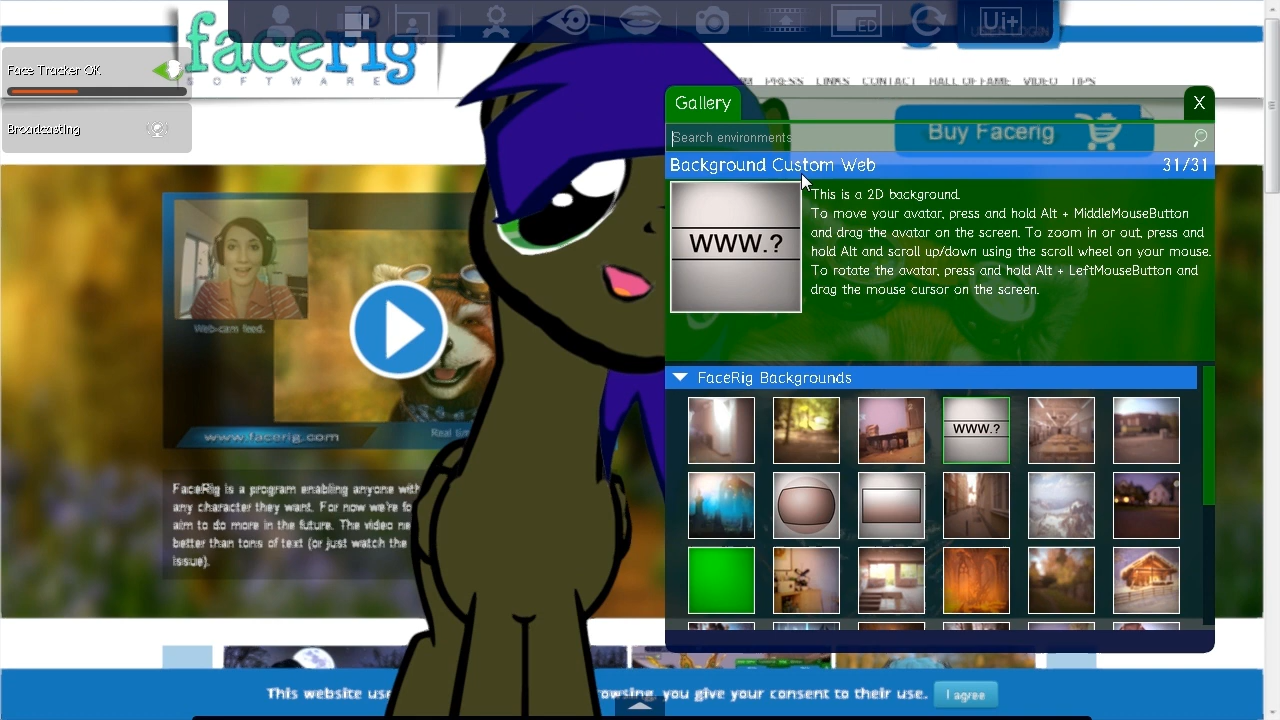 facerig
SOFTWARE
ED
Ui+
USER LOGIN
Face Tracker OK
Broadcasting
PRESS LINKS CONTACT HALL OF FAME VIDEO TIPS
Gallery
X
Search environments
Buy Facerig
Background Custom Web
31/31
WWW.?
This is a 2D background.
To move your avatar, press and hold Alt + MiddleMouseButton
and drag the avatar on the screen. To zoom in or out, press and
hold Alt and scroll up/down using the scroll wheel on your mouse.
To rotate the avatar, press and hold Alt + LeftMouseButton and
drag the mouse cursor on the screen.
Web-cam feed.
www.facerig.com
Real tim
FaceRig Backgrounds
WWW.?
FaceRig is a program enabling anyone with
any character they want. For now we're fo
aim to do more in the future. The video ne
better than tons of text (or just watch the
issue).
This website use
owsing, you give your consent to their use.
I agree